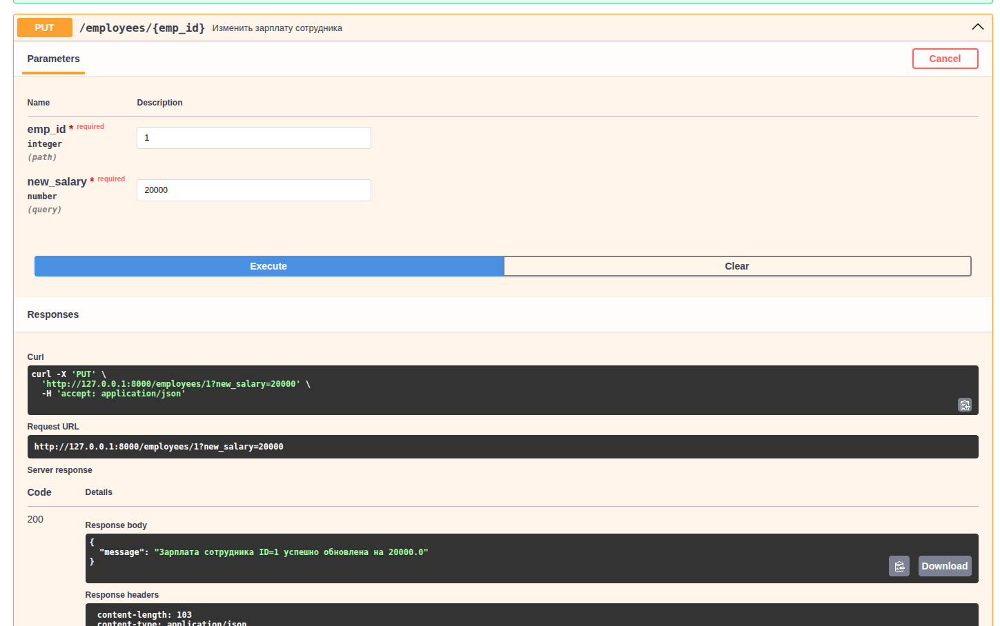 PUT /employees/{emp_id} Изменить зарплату сотрудника
Parameters Cancel
Name Description
emp_id * required 1
integer
(path)
new_salary * required 20000
number
(query)
Execute Clear
Responses
Curl
curl -X 'PUT' \
'http://127.0.0.1:8000/employees/1?new_salary=20000' \
-H 'accept: application/json'
Request URL
http://127.0.0.1:8000/employees/1?new_salary=20000
Server response
Code Details
200
Response body
{
"message": "Зарплата сотрудника ID=1 успешно обновлена на 20000.0"
}
Download
Response headers
content-length: 103
content-type: application/json